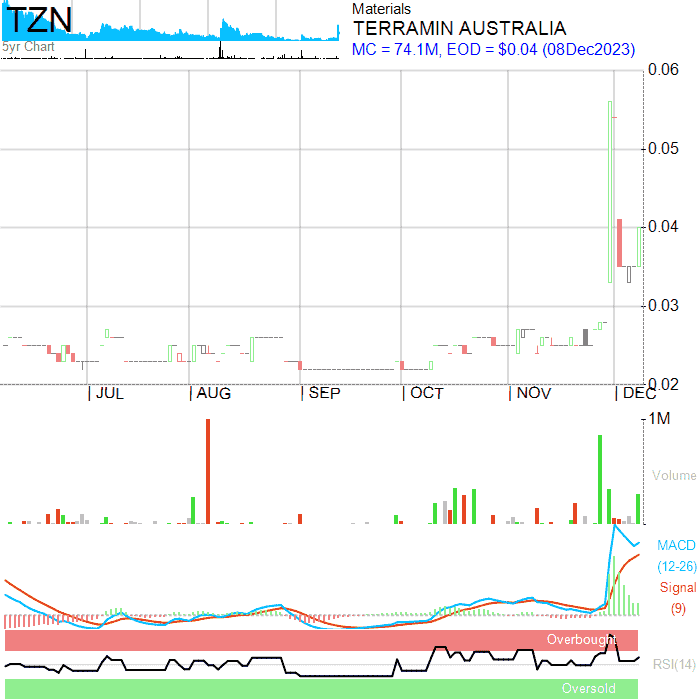 TZN
5yr Chart
Materials
TERRAMIN AUSTRALIA
MC = 74.1M, EOD = $0.04 (08Dec2023)
0.06
0.05
0.04
0.03
0.02
JUL
AUG
SEP
OCT
NOV
DEC
1M
Volume
MACD
(12-26)
Signal
(9)
Overbought
RSI(14)
Oversold